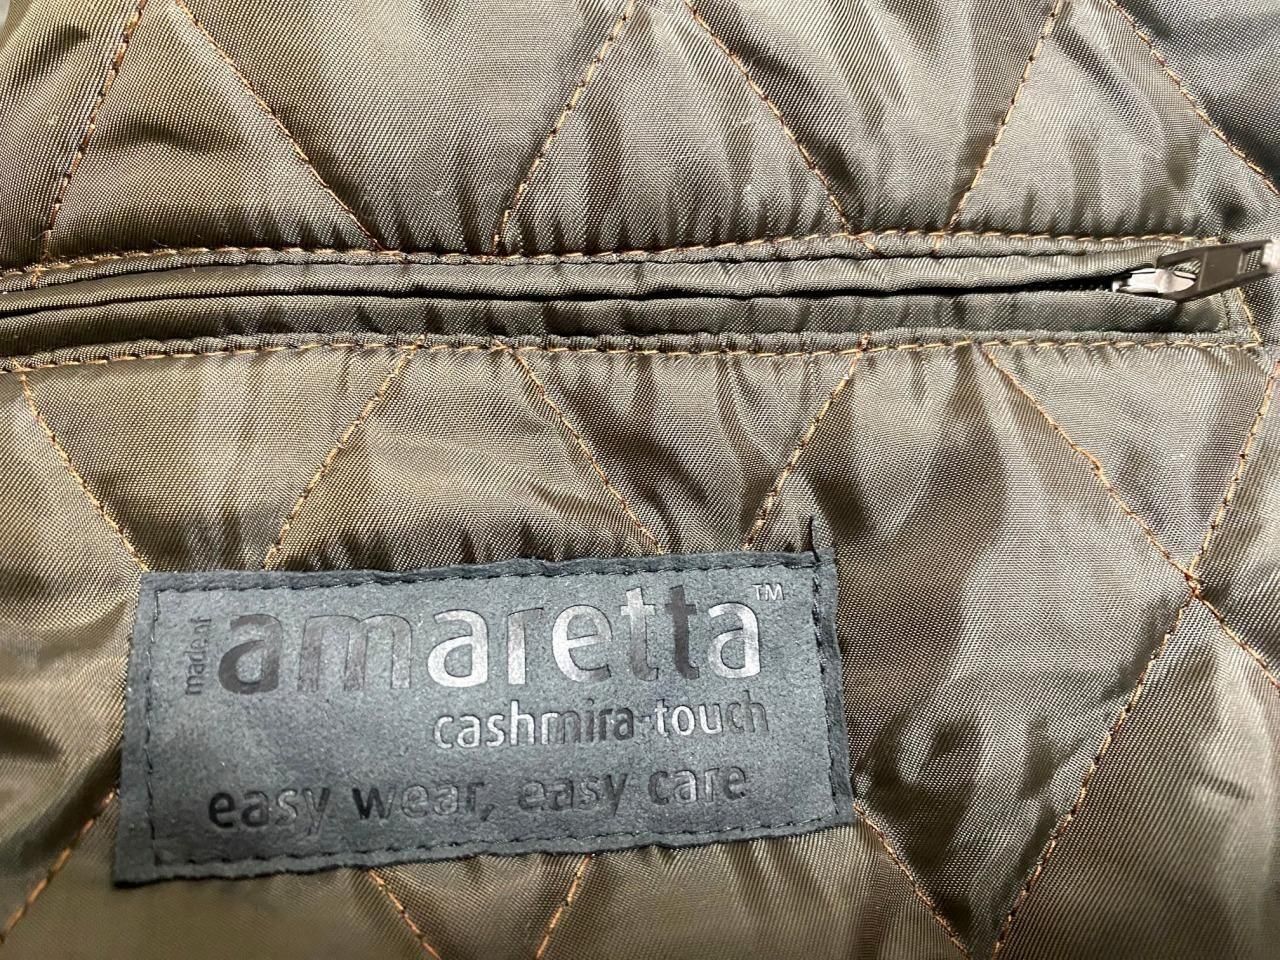 made of
amaretta™
cashmira-touch
easy wear, easy care